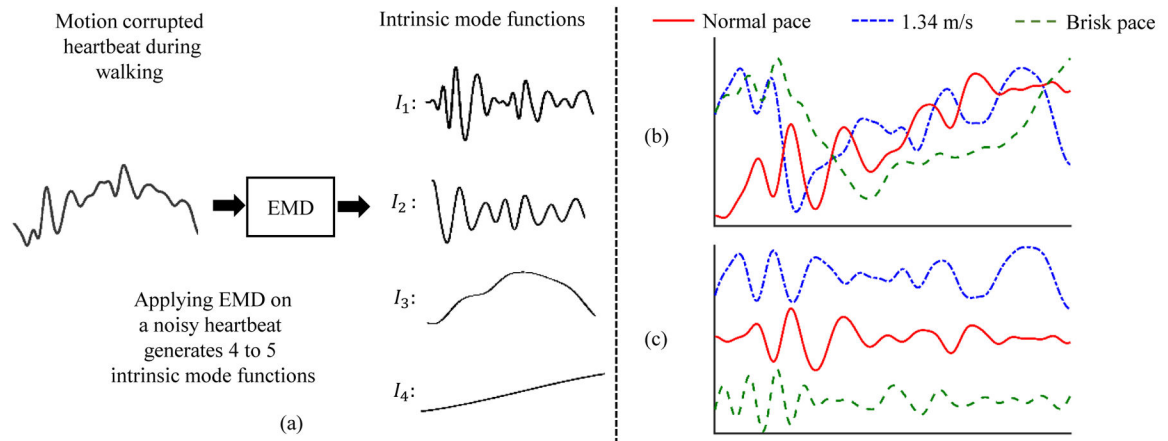 Motion corrupted
heartbeat during
walking
EMD
Applying EMD on
a noisy heartbeat
generates 4 to 5
intrinsic mode functions
(a)
Intrinsic mode functions
I₁:
I₂:
I₃:
I₄:
Normal pace 1.34 m/s Brisk pace
(b)
(c)